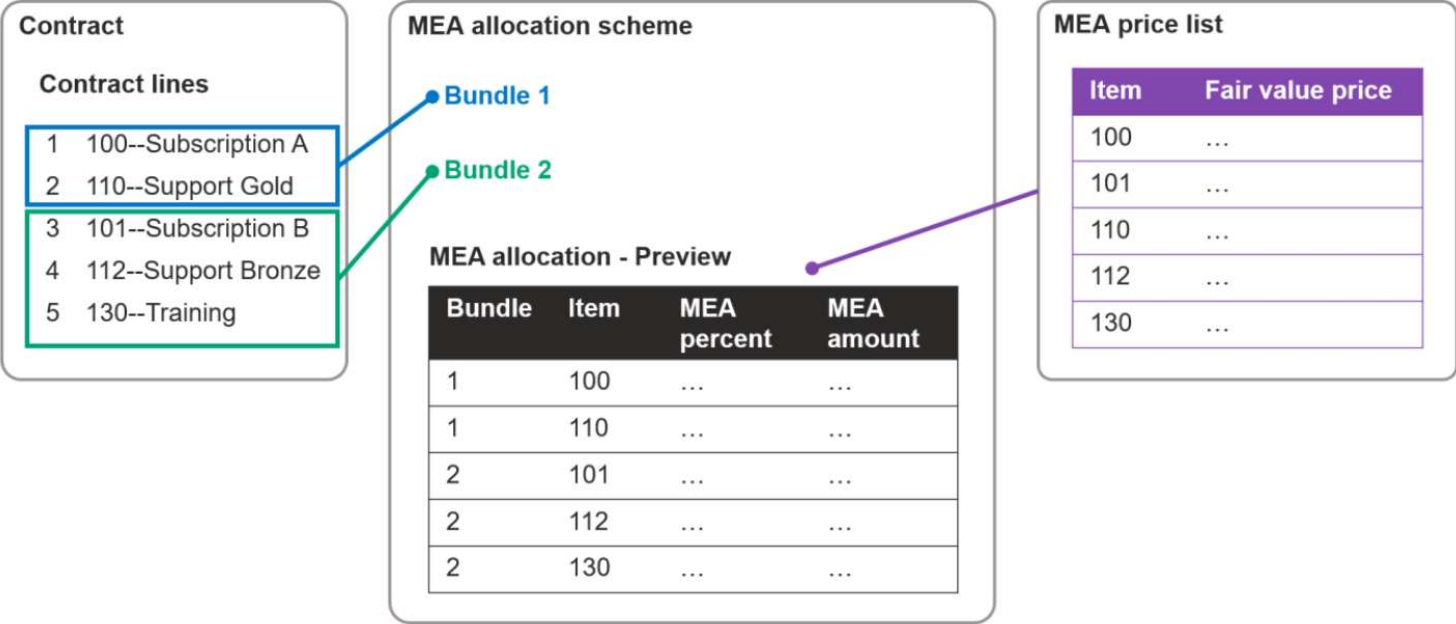 Contract
Contract lines
1 100--Subscription A
2 110--Support Gold
3 101--Subscription B
4 112--Support Bronze
5 130--Training
MEA allocation scheme
Bundle 1
Bundle 2
MEA allocation - Preview
Bundle Item MEA percent MEA amount
1 100 ... ...
1 110 ... ...
2 101 ... ...
2 112 ... ...
2 130 ... ...
MEA price list
Item Fair value price
100 ...
101 ...
110 ...
112 ...
130 ...